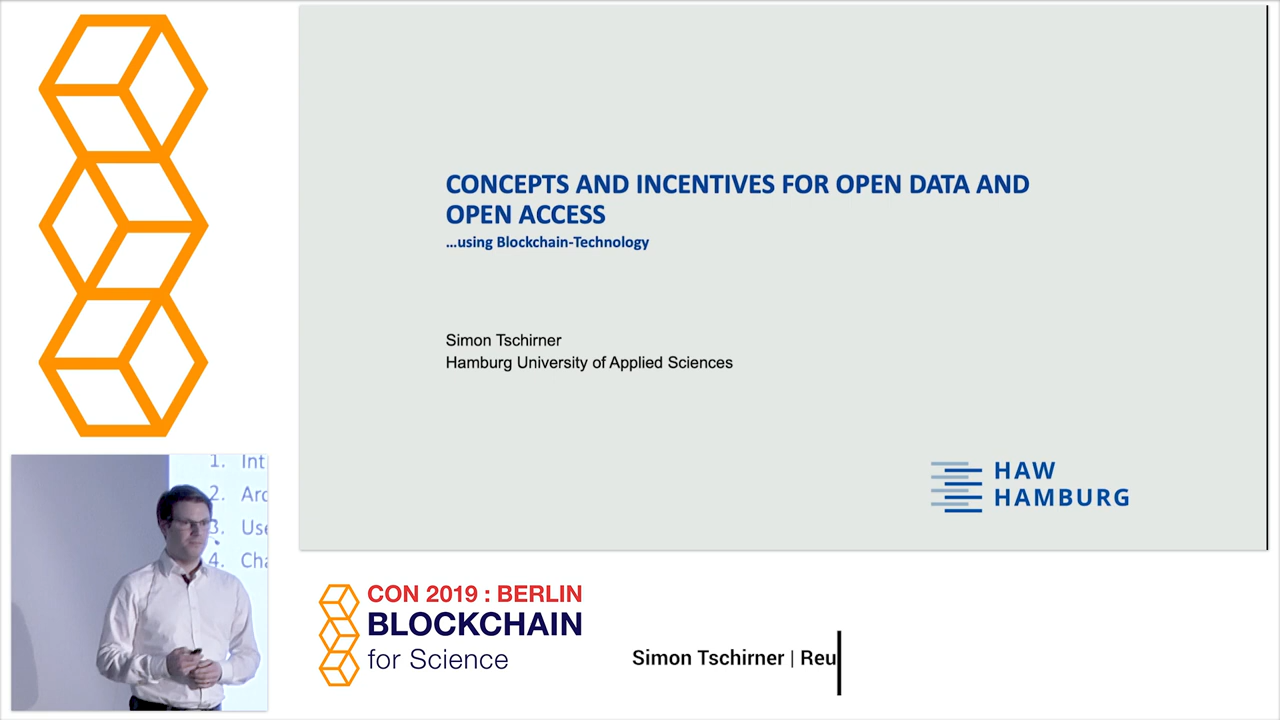 CONCEPTS AND INCENTIVES FOR OPEN DATA AND
OPEN ACCESS
...using Blockchain-Technology
Simon Tschirner
Hamburg University of Applied Sciences
HAW
HAMBURG
1. Int
2. Arc
3. Use
4. Cha
CON 2019 : BERLIN
BLOCKCHAIN
for Science
Simon Tschirner | Reu